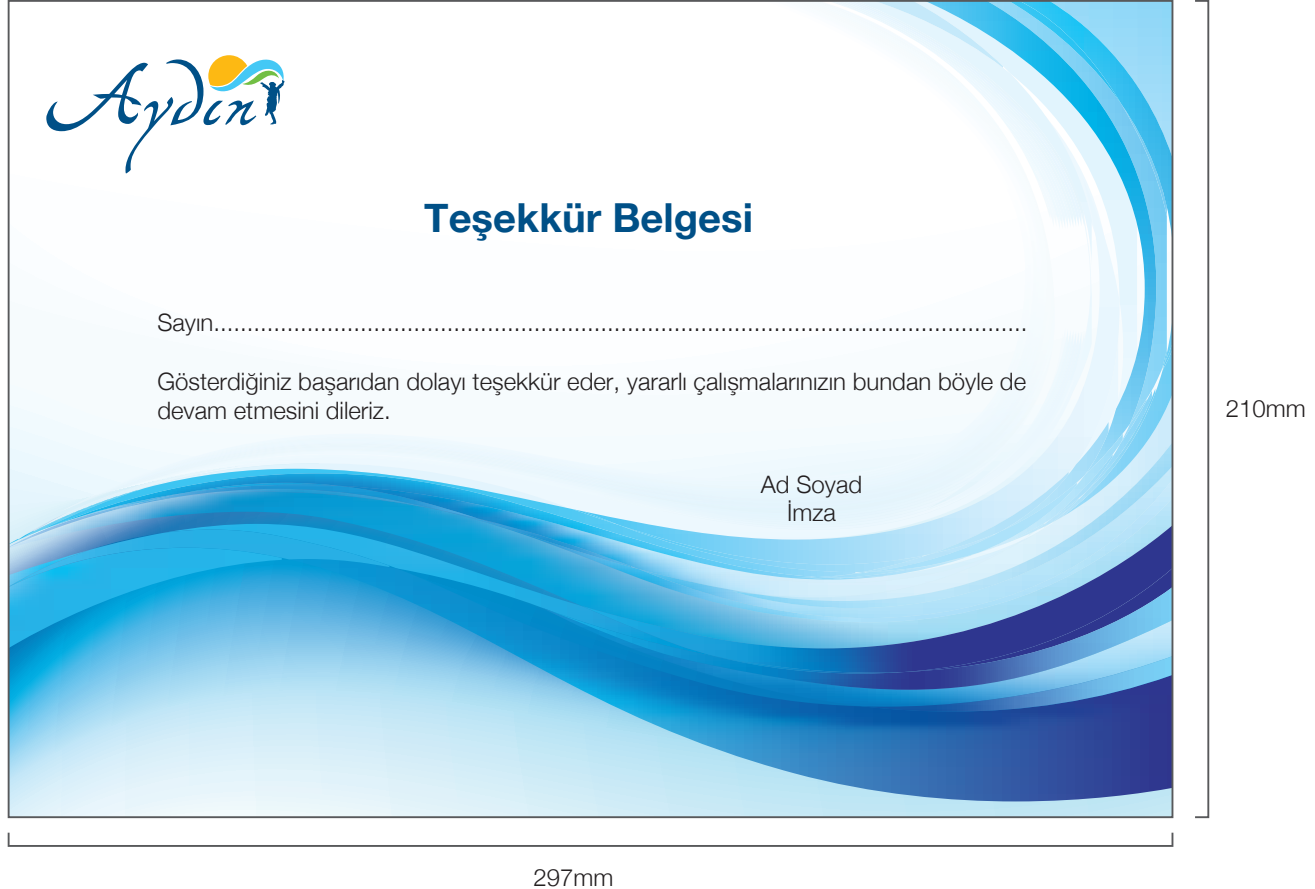 Aydın
Teşekkür Belgesi
Sayın...........................................................................................................................
Gösterdiğiniz başarıdan dolayı teşekkür eder, yararlı çalışmalarınızın bundan böyle de
devam etmesini dileriz.
Ad Soyad
İmza
210mm
297mm